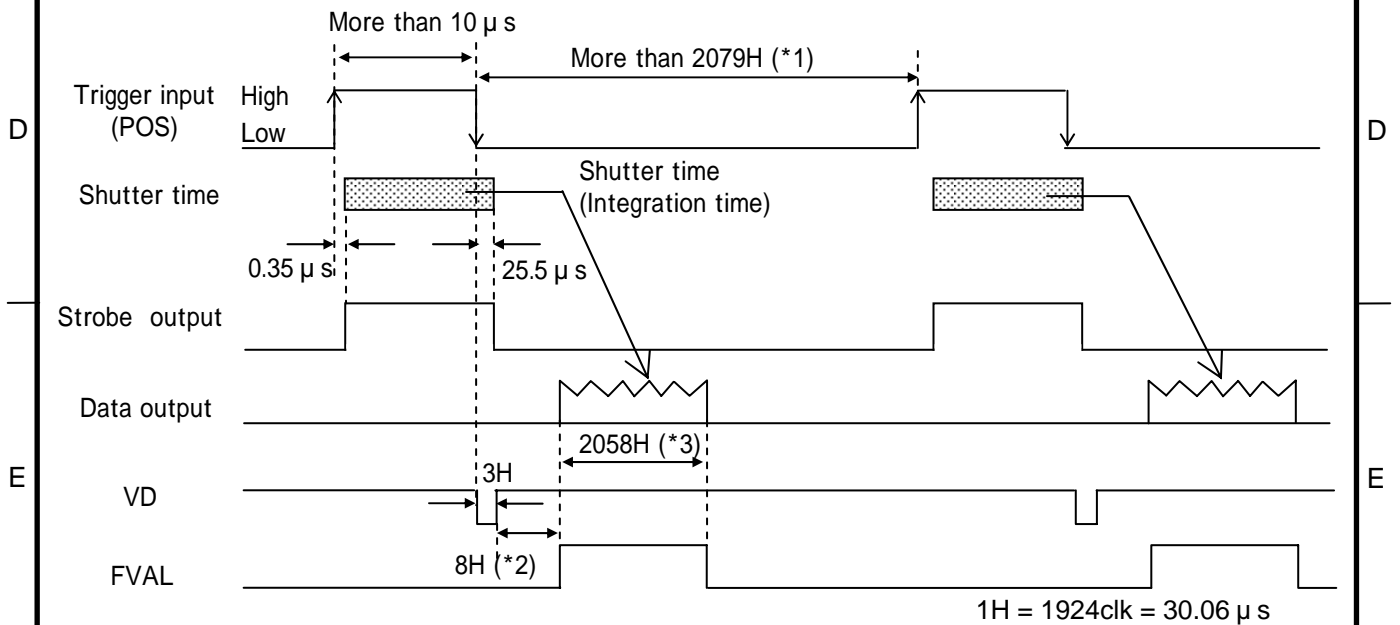 More than 10 µ s
More than 2079H (*1)
Trigger input
(POS)
High
Low
D
D
Shutter time
Shutter time
(Integration time)
0.35 µ s
25.5 µ s
Strobe output
Data output
2058H (*3)
E
E
3H
VD
8H (*2)
FVAL
1H = 1924clk = 30.06 µ s